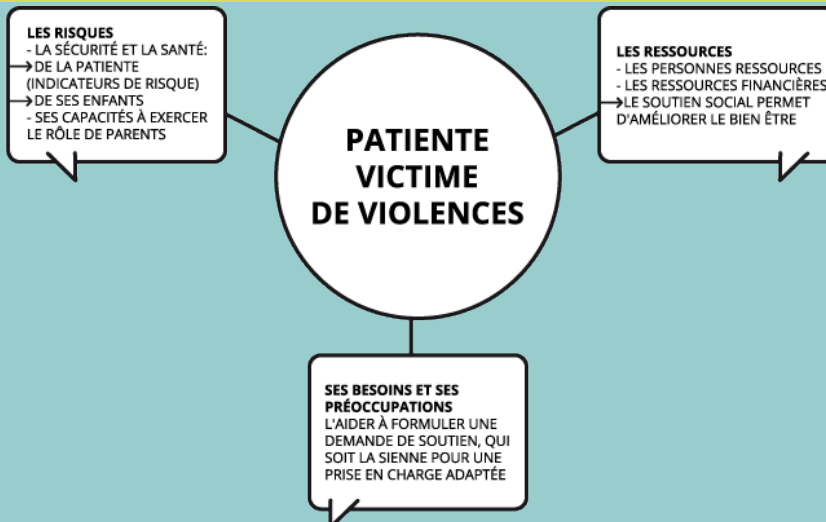 LES RISQUES
- LA SÉCURITÉ ET LA SANTÉ:
→DE LA PATIENTE
(INDICATEURS DE RISQUE)
→DE SES ENFANTS
- SES CAPACITÉS À EXERCER
LE RÔLE DE PARENTS
PATIENTE
VICTIME
DE VIOLENCES
LES RESSOURCES
- LES PERSONNES RESSOURCES
- LES RESSOURCES FINANCIÈRES
→LE SOUTIEN SOCIAL PERMET
D'AMÉLIORER LE BIEN ÊTRE
SES BESOINS ET SES
PRÉOCCUPATIONS
L'AIDER À FORMULER UNE
DEMANDE DE SOUTIEN, QUI
SOIT LA SIENNE POUR UNE
PRISE EN CHARGE ADAPTÉE